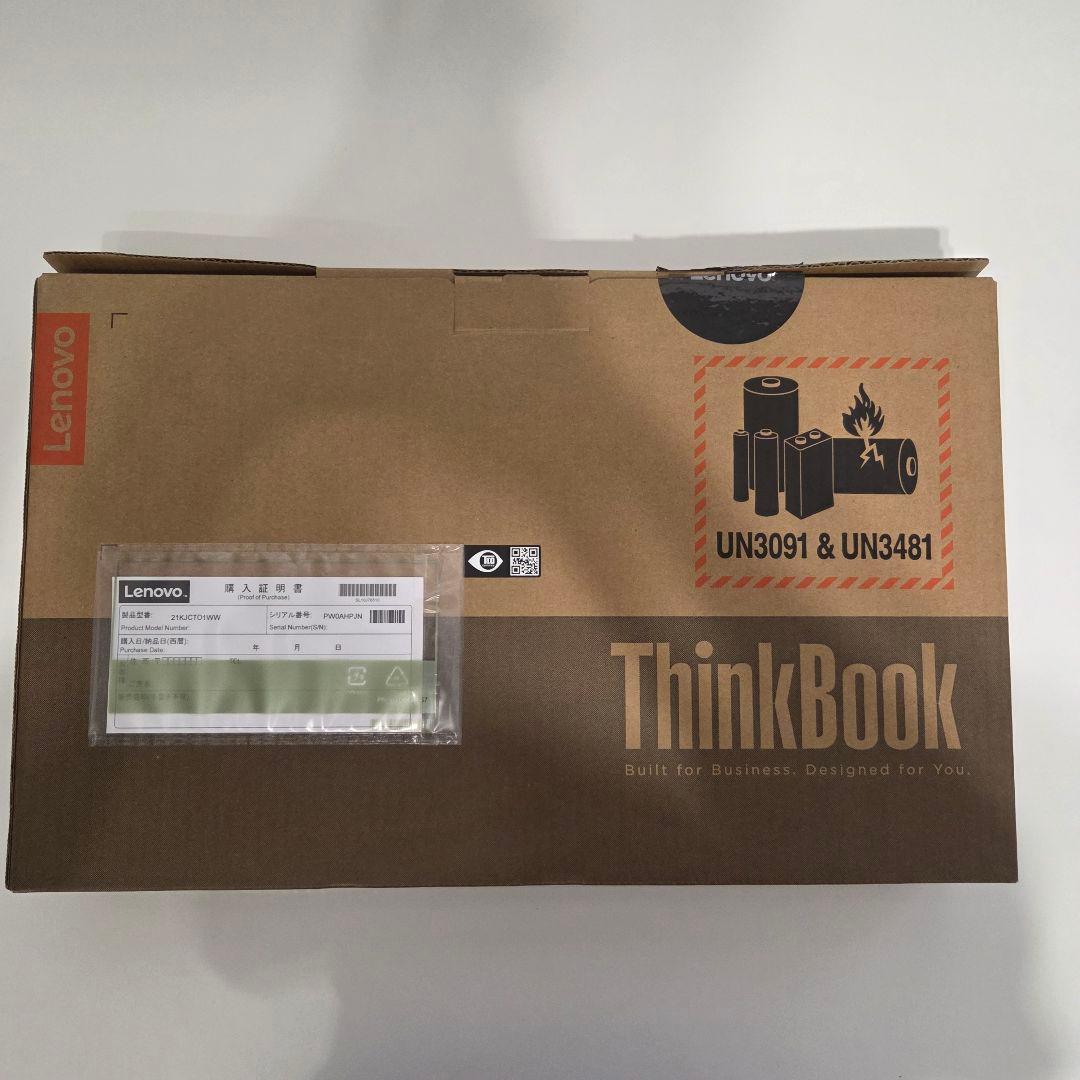 Lenovo
Lenovo
UN3091 & UN3481
TCO
Lenovo
購入証明書
(Proof of Purchase)
製品型番: 21KJCTO1WW
Product Model Number:
シリアル番号: PW0AHPJN
Serial Number(S/N):
購入日/納品日(西暦): 年 月 日
Purchase Date:
ThinkBook
Built for Business. Designed for You.